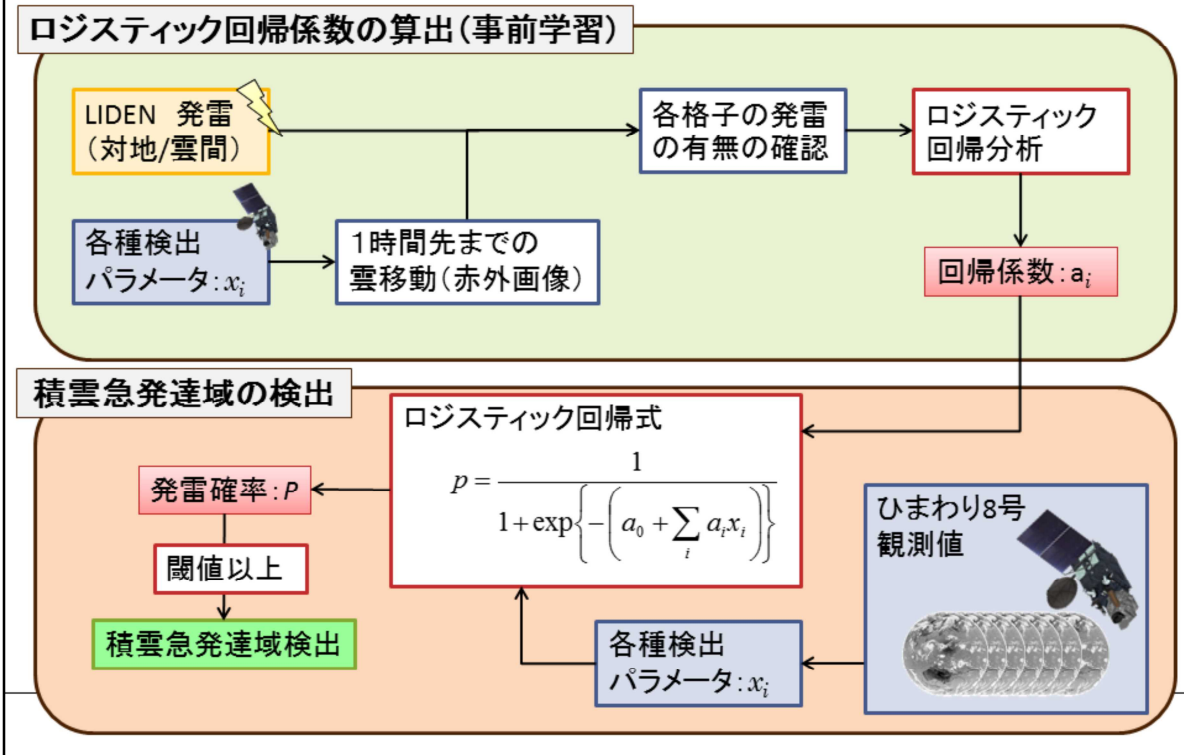 ロジスティック回帰係数の算出(事前学習)
LIDEN 発雷
(対地/雲間)
各種検出
パラメータ:xi
1時間先までの
雲移動(赤外画像)
各格子の発雷
の有無の確認
ロジスティック
回帰分析
回帰係数:ai
積雲急発達域の検出
ロジスティック回帰式
p = 1 / (1 + exp{-(a0 + ∑i ai xi)})
発雷確率:P
閾値以上
積雲急発達域検出
ひまわり8号
観測値
各種検出
パラメータ:xi